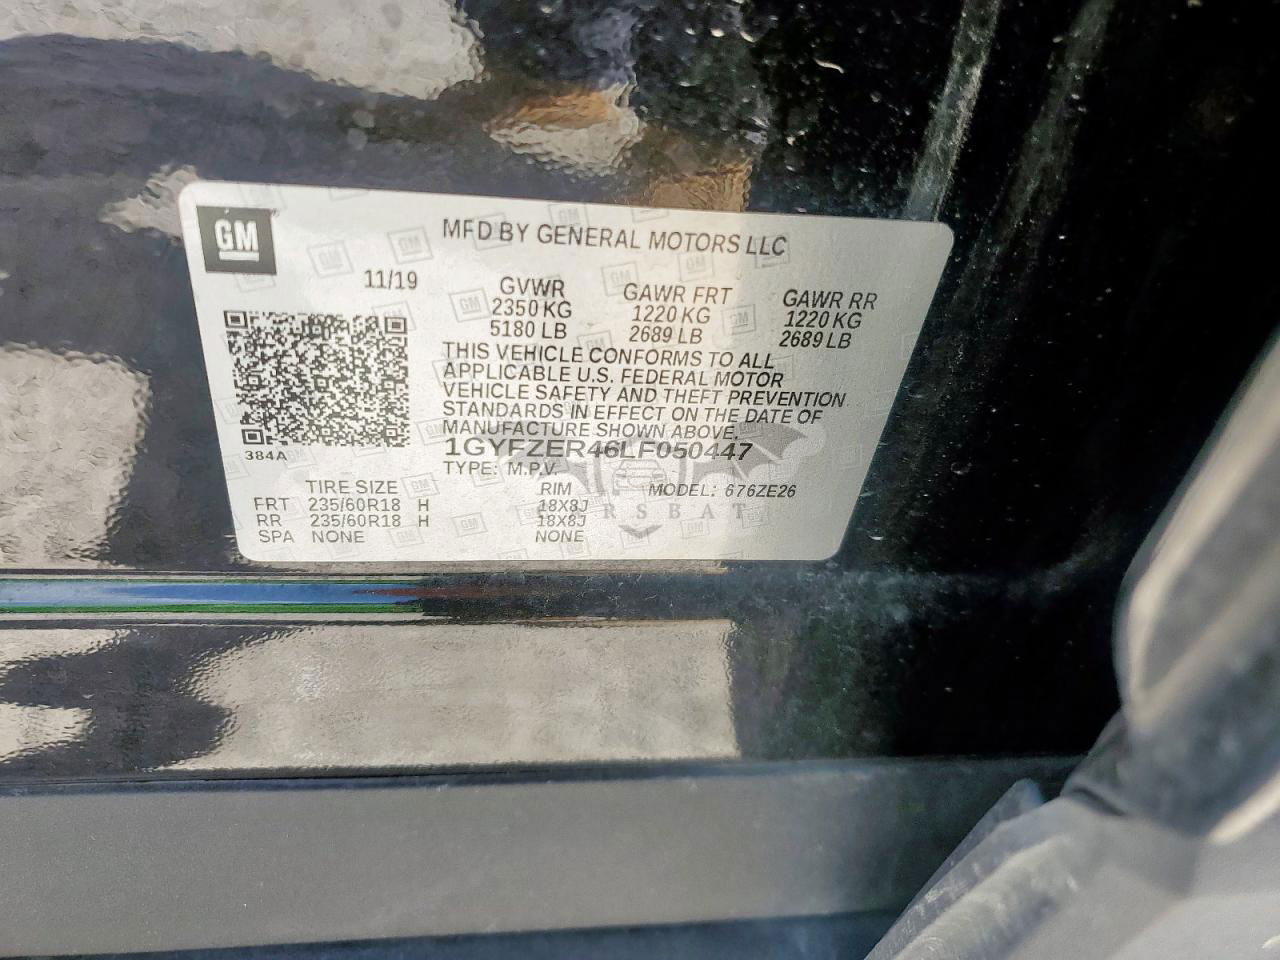 GM
MFD BY GENERAL MOTORS LLC
11/19
GVWR GAWR FRT GAWR RR
2350 KG 1220 KG 1220 KG
5180 LB 2689 LB 2689 LB
THIS VEHICLE CONFORMS TO ALL
APPLICABLE U.S. FEDERAL MOTOR
VEHICLE SAFETY AND THEFT PREVENTION
STANDARDS IN EFFECT ON THE DATE OF
MANUFACTURE SHOWN ABOVE.
384A
1GYFZER46LF050447
TYPE: M.P.V.
TIRE SIZE RIM MODEL: 676ZE26
FRT 235/60R18 H 18X8J
RR 235/60R18 H 18X8J
SPA NONE NONE